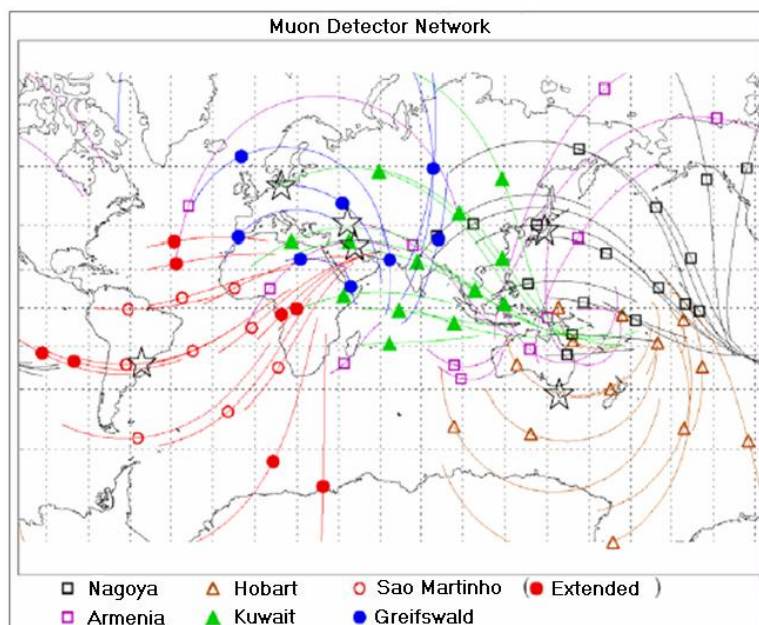 Muon Detector Network
Nagoya Hobart Sao Martinho ( Extended )
Armenia Kuwait Greifswald